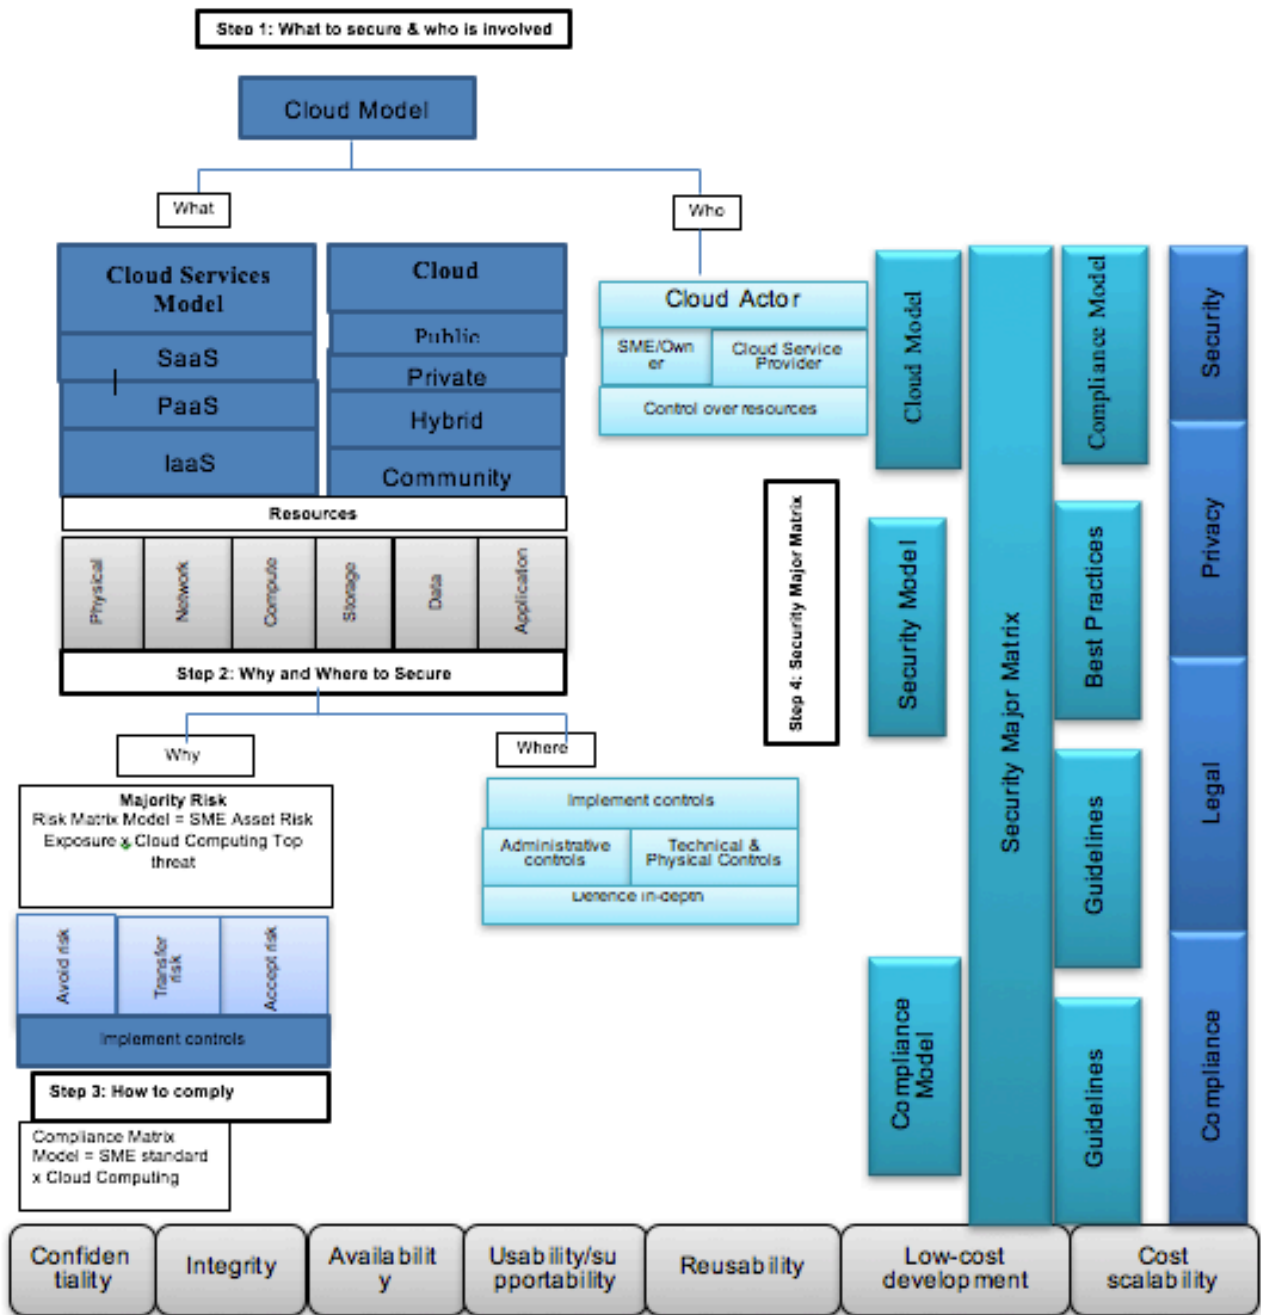 Step 1: What to secure & who is involved
Cloud Model
What
Who
Cloud Services
Model
SaaS
PaaS
IaaS
Cloud
Public
Private
Hybrid
Community
Cloud Actor
SME/Own
er
Cloud Service
Provider
Control over resources
Resources
Physical
Network
Compute
Storage
Data
Application
Step 2: Why and Where to Secure
Why
Where
Majority Risk
Risk Matrix Model = SME Asset Risk
Exposure x Cloud Computing Top
threat
Avoid risk
Transfer
risk
Accept risk
Implement controls
Implement controls
Administrative
controls
Technical &
Physical Controls
Defence in-depth
Step 3: How to comply
Compliance Matrix
Model = SME standard
x Cloud Computing
Step 4: Security Major Matrix
Cloud Model
Security Model
Compliance
Model
Security Major Matrix
Compliance Model
Best Practices
Guidelines
Guidelines
Security
Privacy
Legal
Compliance
Confiden
tiality
Integrity
Availabilit
y
Usability/su
pportability
Reusability
Low-cost
development
Cost
scalability